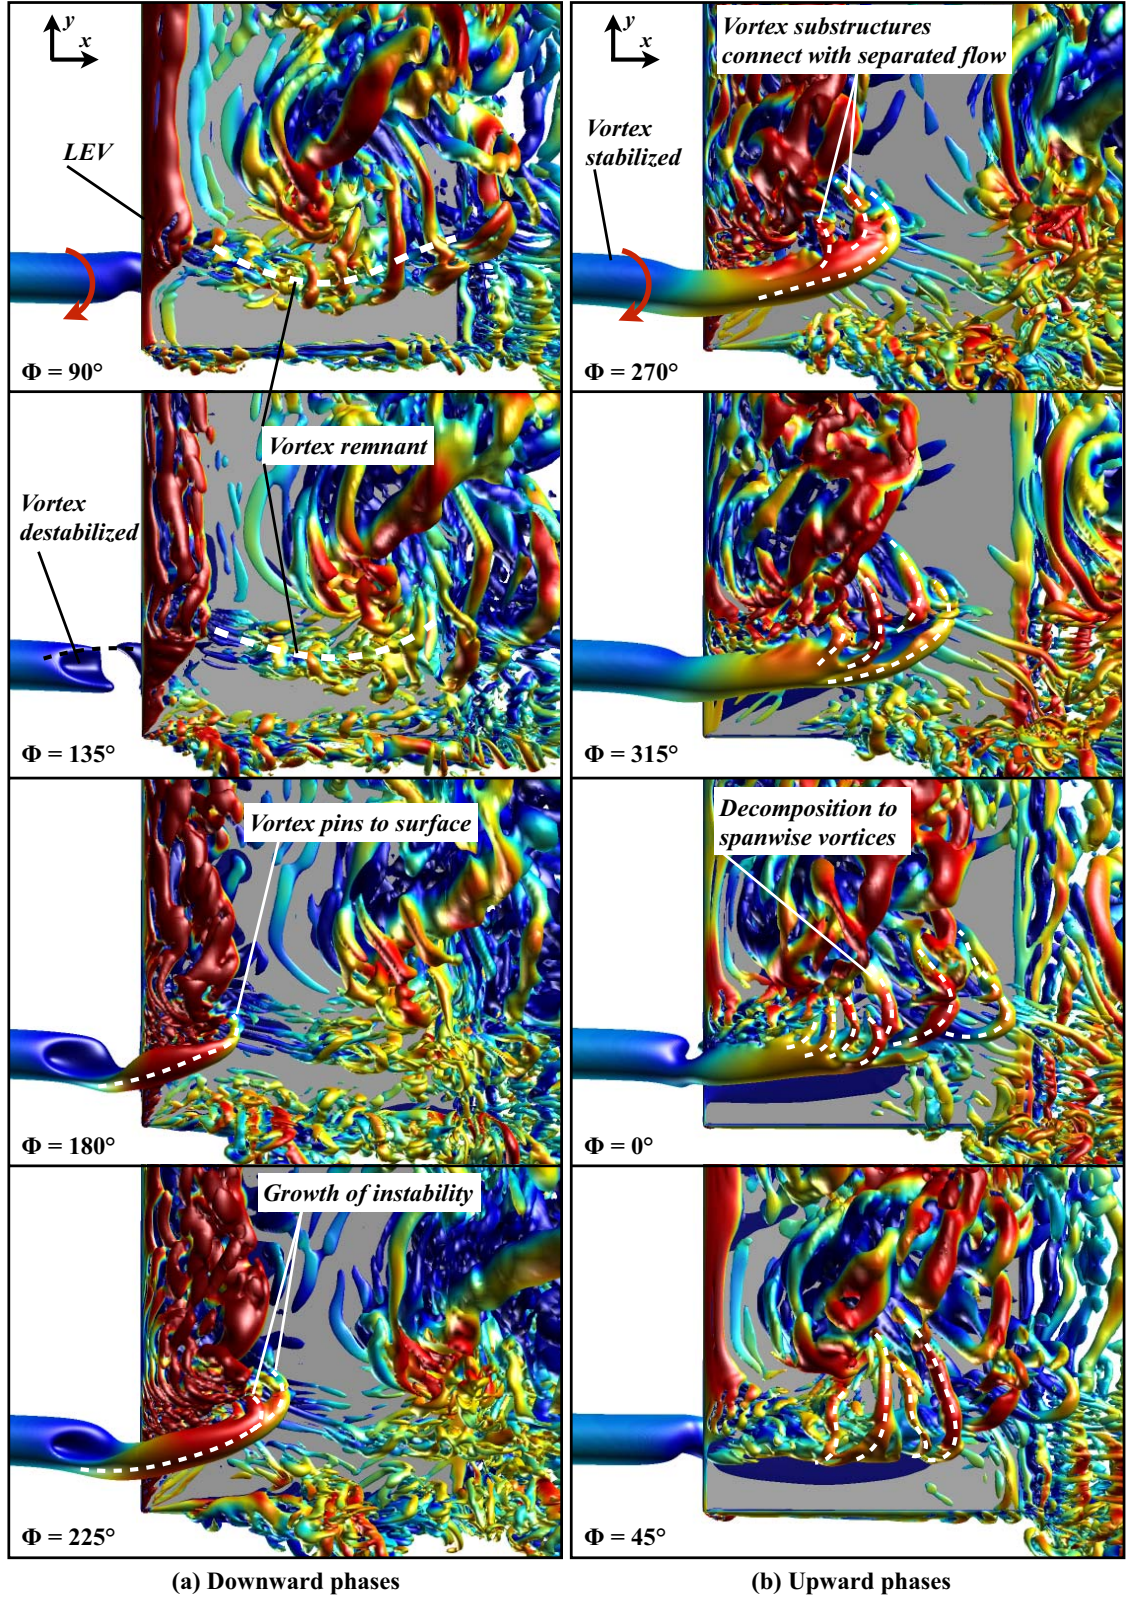 y
x
LEV
Φ = 90°
Vortex remnant
Vortex
destabilized
Φ = 135°
Vortex pins to surface
Φ = 180°
Growth of instability
Φ = 225°
(a) Downward phases
y
x
Vortex substructures
connect with separated flow
Vortex
stabilized
Φ = 270°
Φ = 315°
Decomposition to
spanwise vortices
Φ = 0°
Φ = 45°
(b) Upward phases